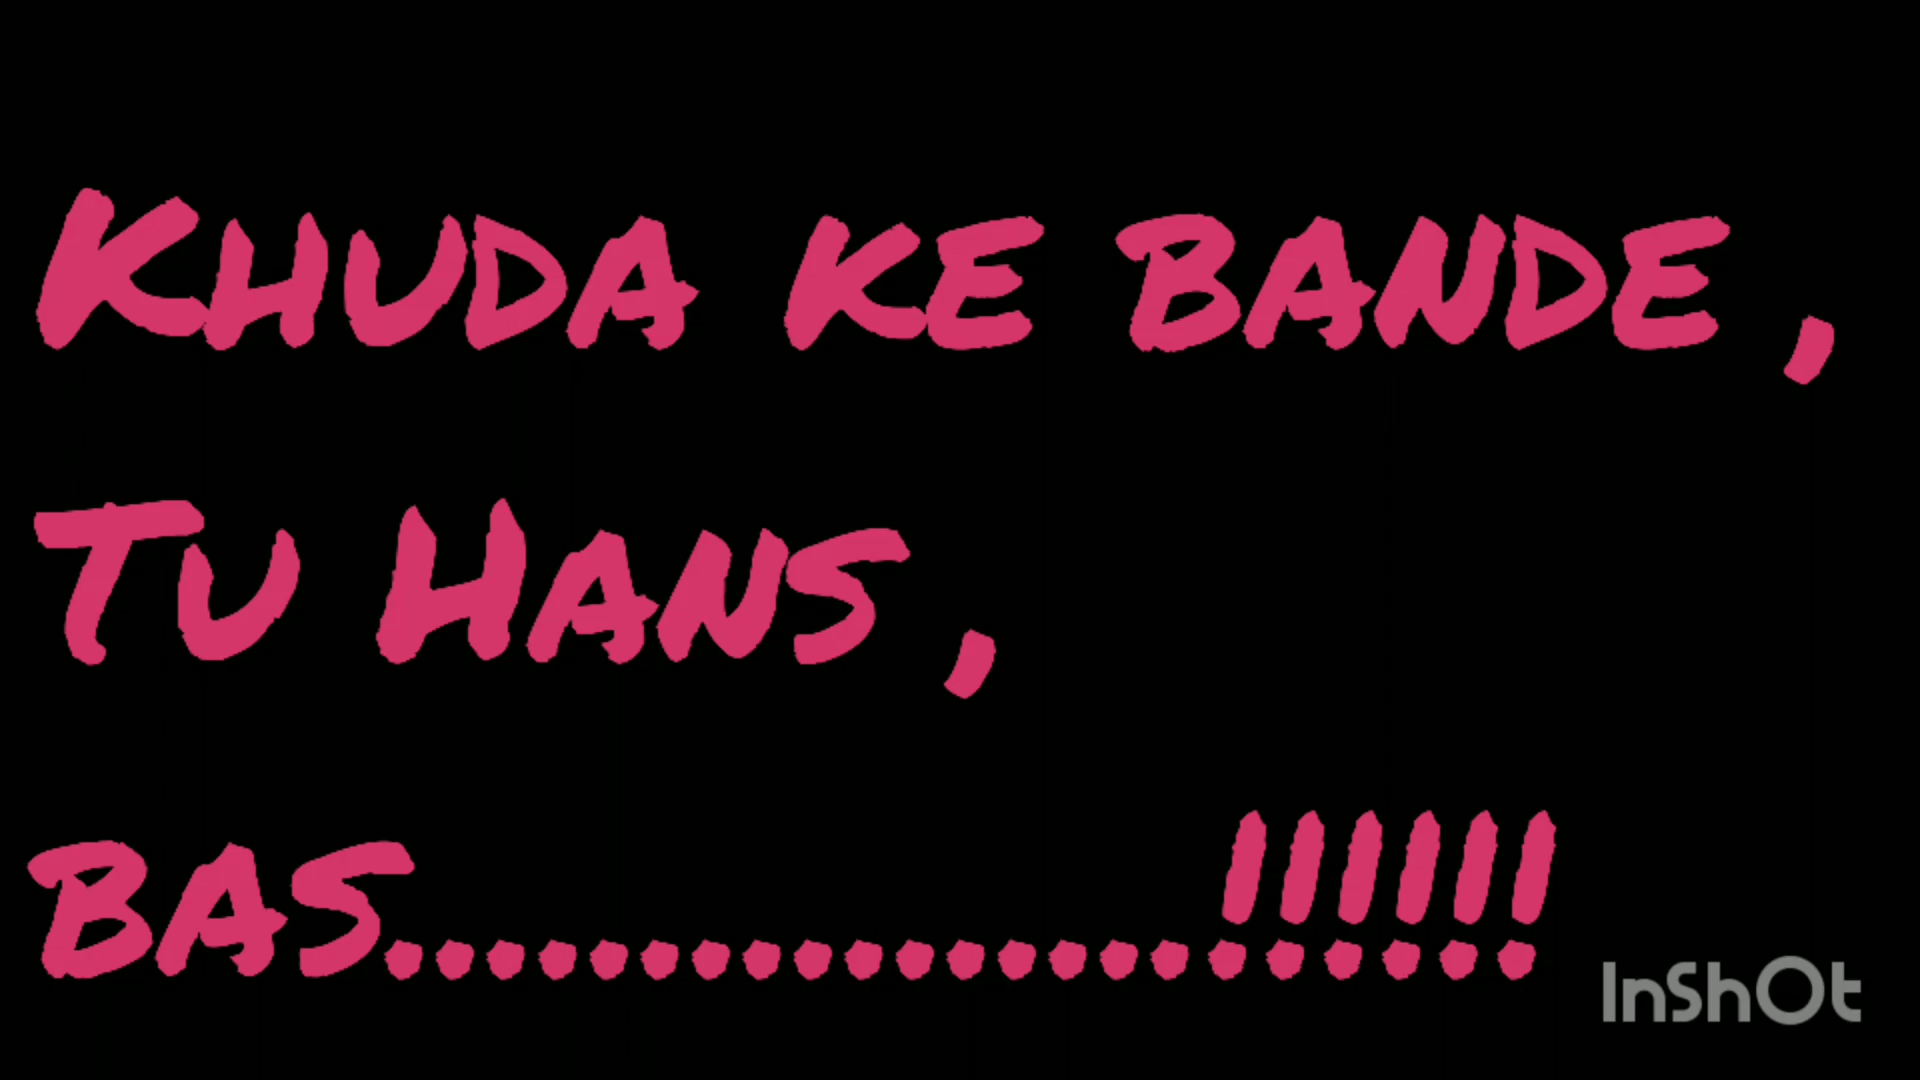 Khuda ke bande ,
Tu Hans ,
bas................!!!!!!
InShOt